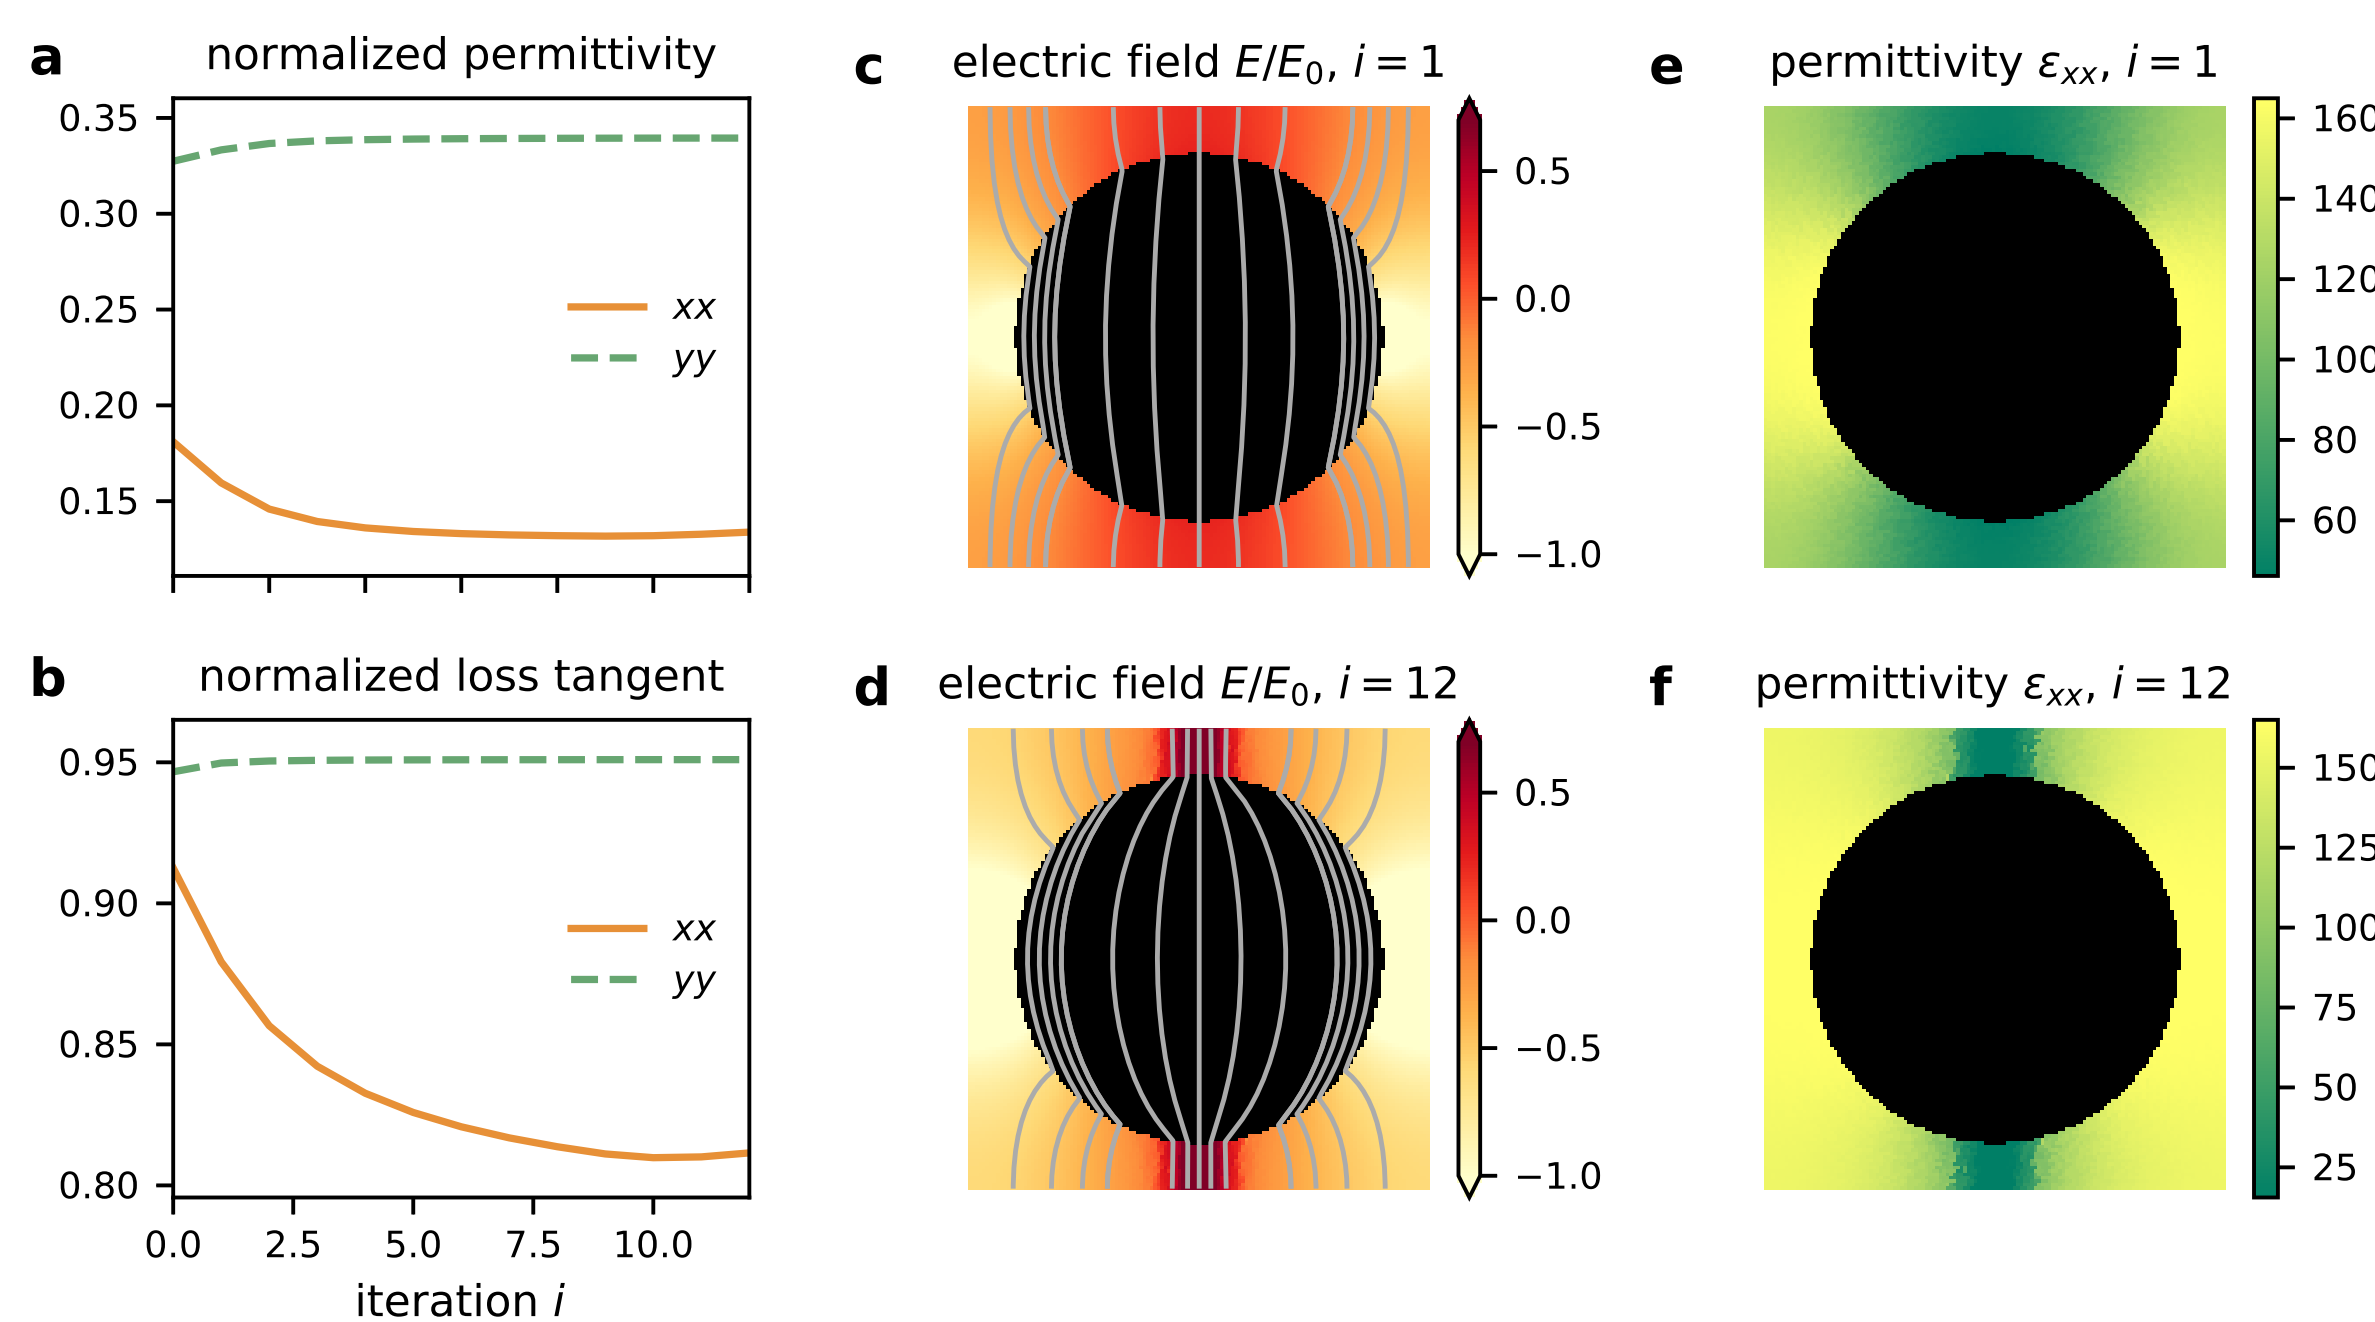 a normalized permittivity
0.35
0.30
0.25
0.20
0.15
xx
yy
b normalized loss tangent
0.95
0.90
0.85
0.80
xx
yy
0.0 2.5 5.0 7.5 10.0
iteration i
c electric field E/E₀, i = 1
0.5
0.0
−0.5
−1.0
d electric field E/E₀, i = 12
0.5
0.0
−0.5
−1.0
e permittivity εₓₓ, i = 1
160
140
120
100
80
60
f permittivity εₓₓ, i = 12
150
125
100
75
50
25